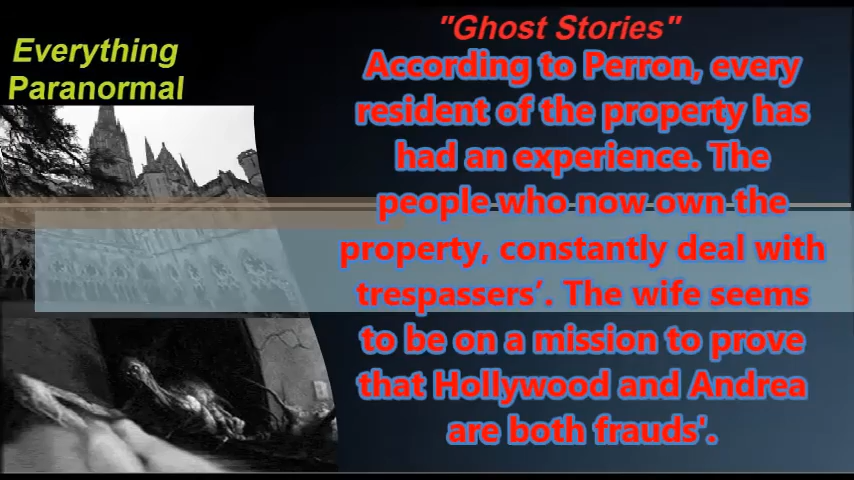 Everything
Paranormal
"Ghost Stories"
According to Perron, every
resident of the property has
had an experience. The
people who now own the
property, constantly deal with
trespassers’. The wife seems
to be on a mission to prove
that Hollywood and Andrea
are both frauds'.